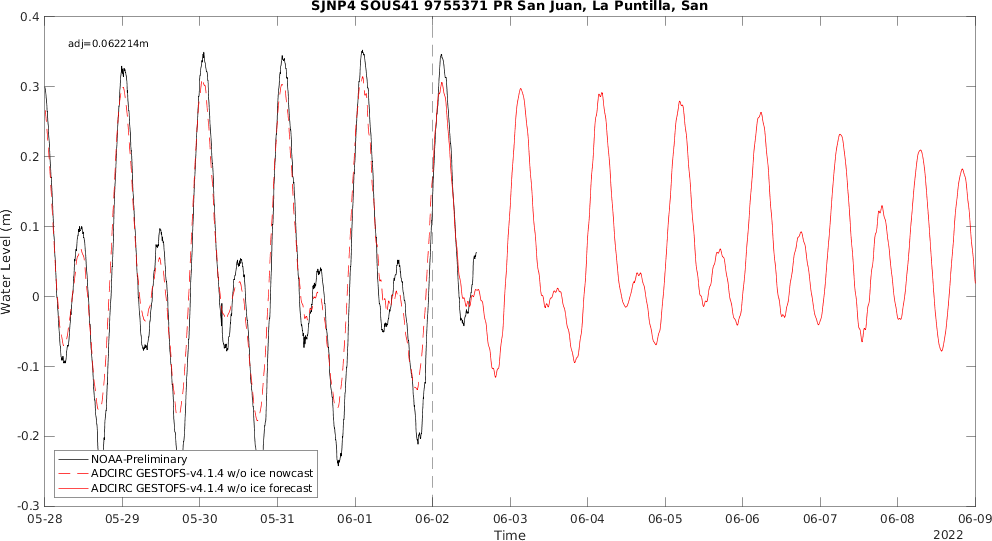 SJNP4 SOUS41 9755371 PR San Juan, La Puntilla, San
adj=0.062214m
Water Level (m)
0.4
0.3
0.2
0.1
0
-0.1
-0.2
-0.3
NOAA-Preliminary
ADCIRC GESTOFS-v4.1.4 w/o ice nowcast
ADCIRC GESTOFS-v4.1.4 w/o ice forecast
05-28 05-29 05-30 05-31 06-01 06-02 06-03 06-04 06-05 06-06 06-07 06-08 06-09
Time
2022